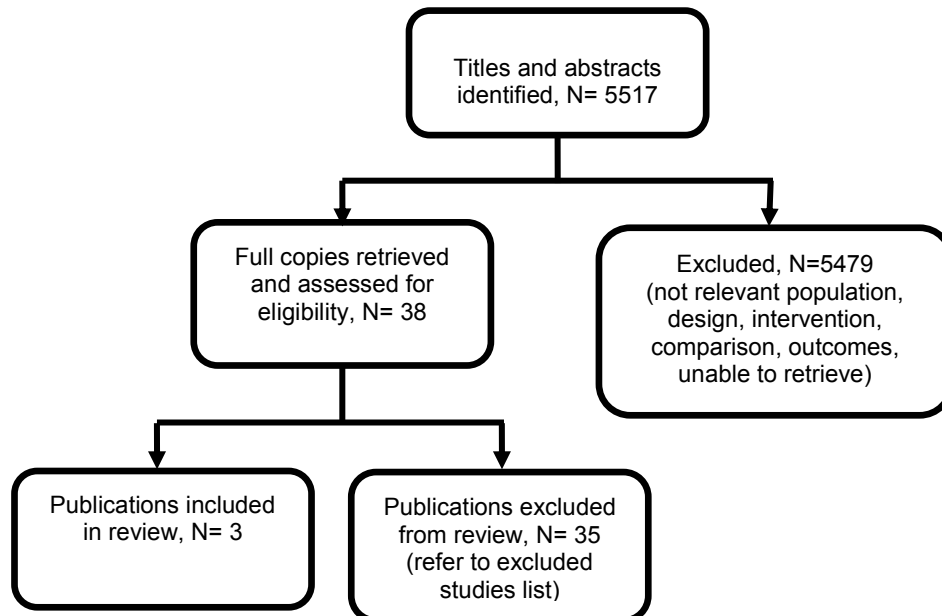 Titles and abstracts
identified, N= 5517
Full copies retrieved
and assessed for
eligibility, N= 38
Excluded, N=5479
(not relevant population,
design, intervention,
comparison, outcomes,
unable to retrieve)
Publications included
in review, N= 3
Publications excluded
from review, N= 35
(refer to excluded
studies list)